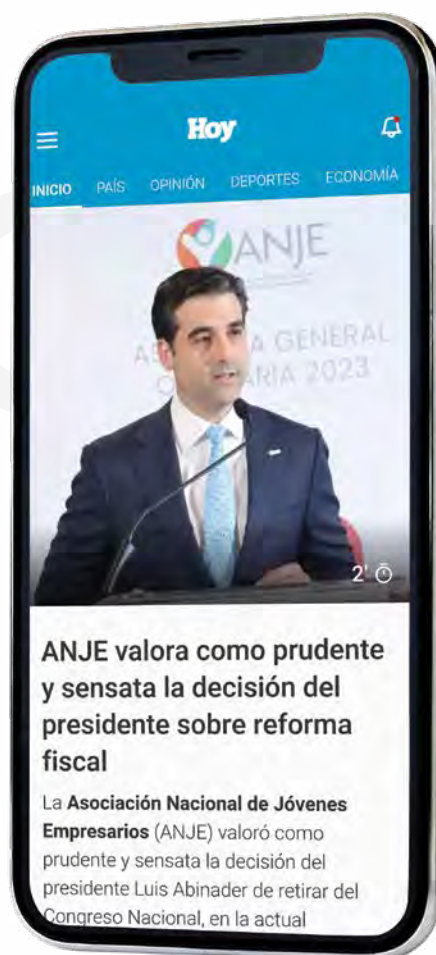 Hoy
INICIO PAÍS OPINIÓN DEPORTES ECONOMÍA
ANJE
GENERAL
2023
2'
ANJE valora como prudente
y sensata la decisión del
presidente sobre reforma
fiscal
La Asociación Nacional de Jóvenes
Empresarios (ANJE) valoró como
prudente y sensata la decisión del
presidente Luis Abinader de retirar del
Congreso Nacional, en la actual